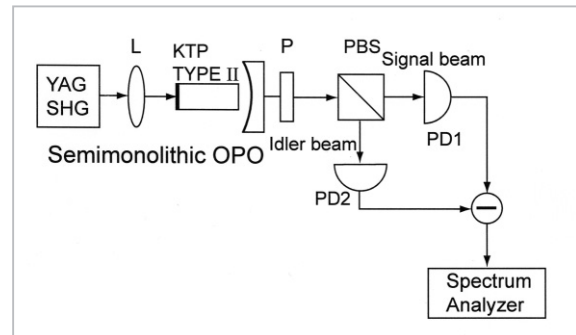 L
KTP
TYPE II
P
PBS
Signal beam
YAG
SHG
PD1
Idler beam
Semimonolithic OPO
PD2
Spectrum
Analyzer